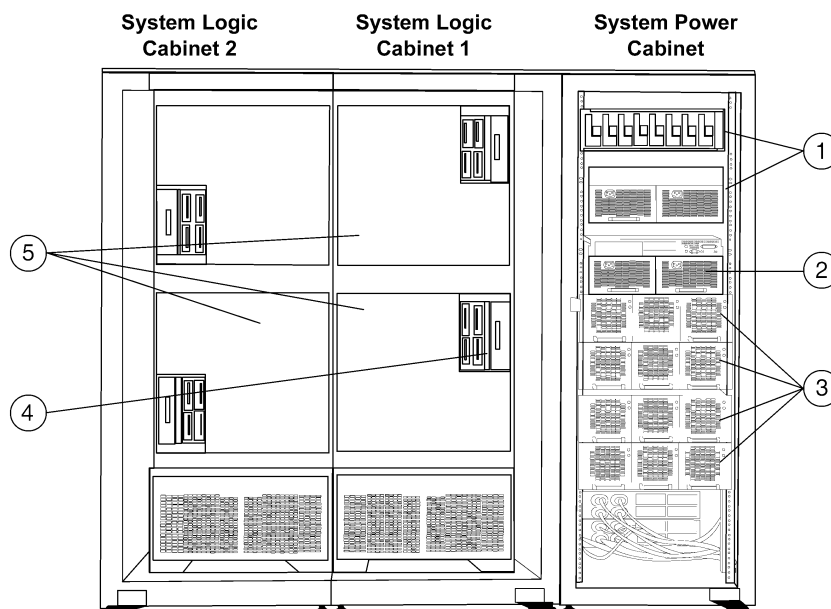 System Logic
Cabinet 2
System Logic
Cabinet 1
System Power
Cabinet
1
2
3
4
5